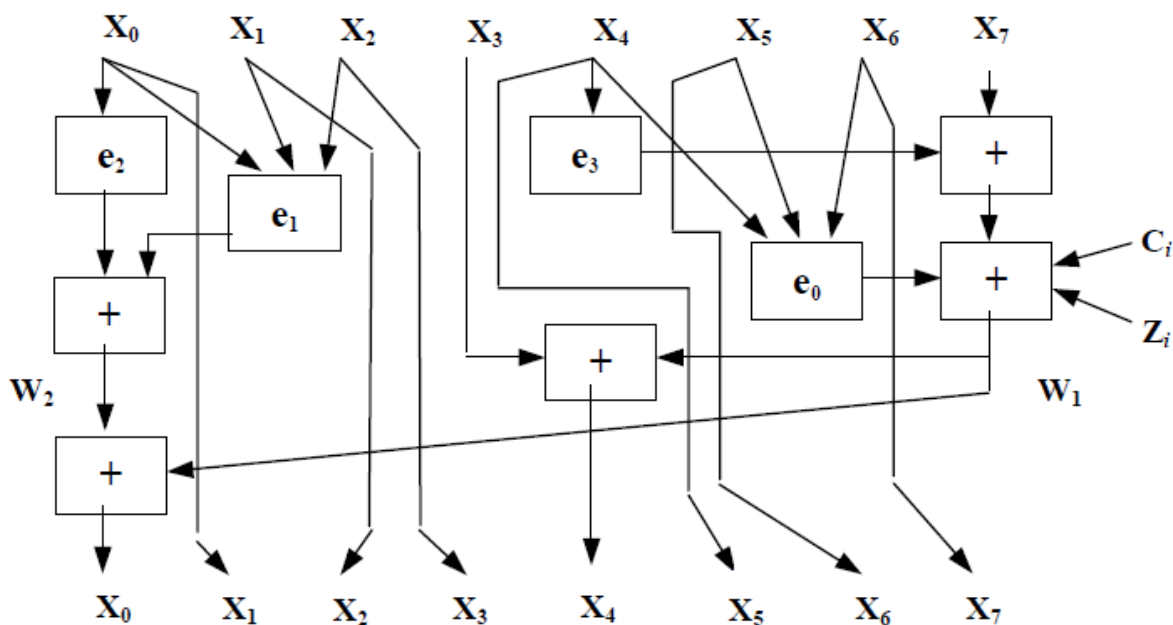 X₀ X₁ X₂ X₃ X₄ X₅ X₆ X₇
e₂ e₃ +
e₁
e₀ + Cᵢ
+ Zᵢ
+
W₂ W₁
+
X₀ X₁ X₂ X₃ X₄ X₅ X₆ X₇